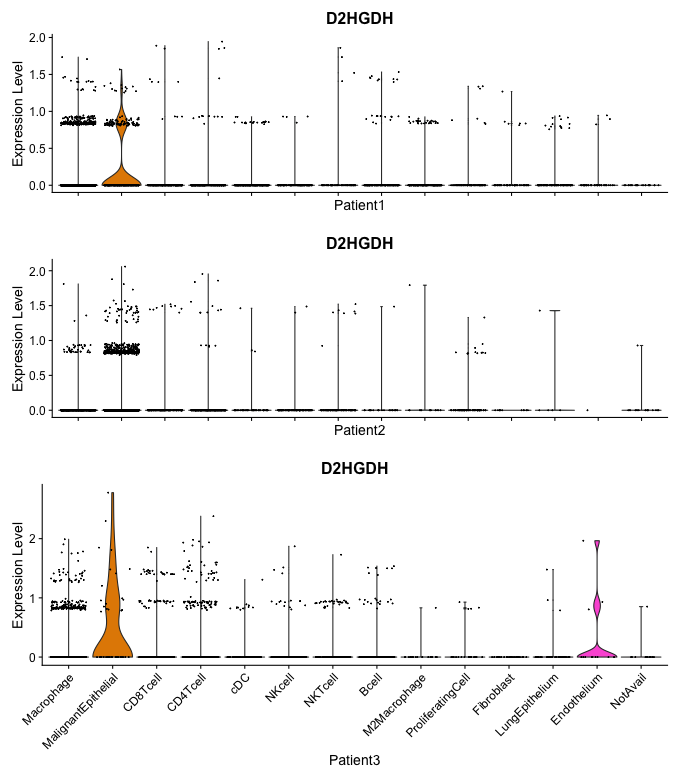 D2HGDH
Expression Level
2.0
1.5
1.0
0.5
0.0
Patient1
D2HGDH
Expression Level
2.0
1.5
1.0
0.5
0.0
Patient2
D2HGDH
Expression Level
2
1
0
Macrophage
MalignantEpithelial
CD8Tcell
CD4Tcell
cDC
NKcell
NKTcell
Bcell
M2Macrophage
ProliferatingCell
Fibroblast
LungEpithelium
Endothelium
NotAvail
Patient3